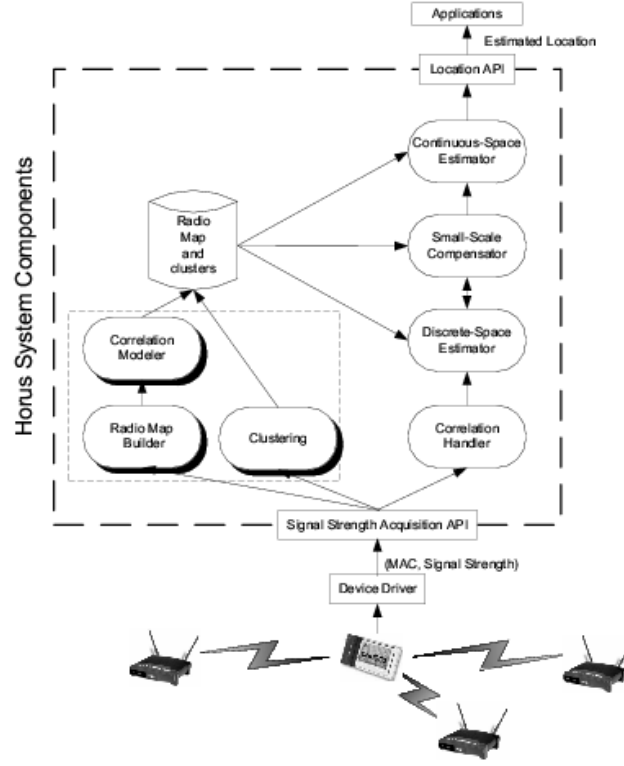 Applications
Estimated Location
Location API
Continuous-Space
Estimator
Radio
Map
and
clusters
Small-Scale
Compensator
Horus System Components
Correlation
Modeler
Discrete-Space
Estimator
Radio Map
Builder
Clustering
Correlation
Handler
Signal Strength Acquisition API
(MAC, Signal Strength)
Device Driver